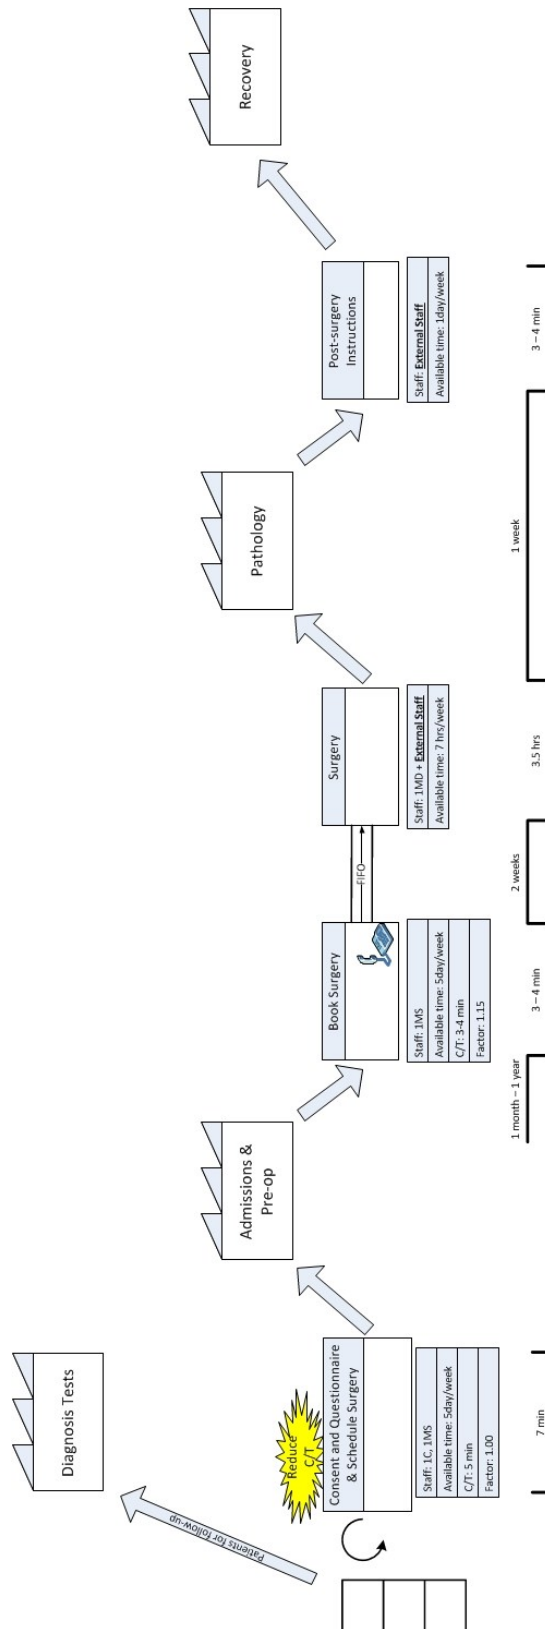 Diagnosis Tests
Patients for follow-up
Reduce
C/T
Consent and Questionnaire
& Schedule Surgery
Staff: 1C, 1MS
Available time: 5day/week
C/T: 5 min
Factor: 1.00
7 min
Admissions &
Pre-op
1 month – 1 year
Book Surgery
Staff: 1MS
Available time: 5day/week
C/T: 3-4 min
Factor: 1.15
3 – 4 min
FIFO
2 weeks
Surgery
Staff: 1MD + External Staff
Available time: 7 hrs/week
3.5 hrs
Pathology
1 week
Post-surgery
Instructions
Staff: External Staff
Available time: 1day/week
3 – 4 min
Recovery